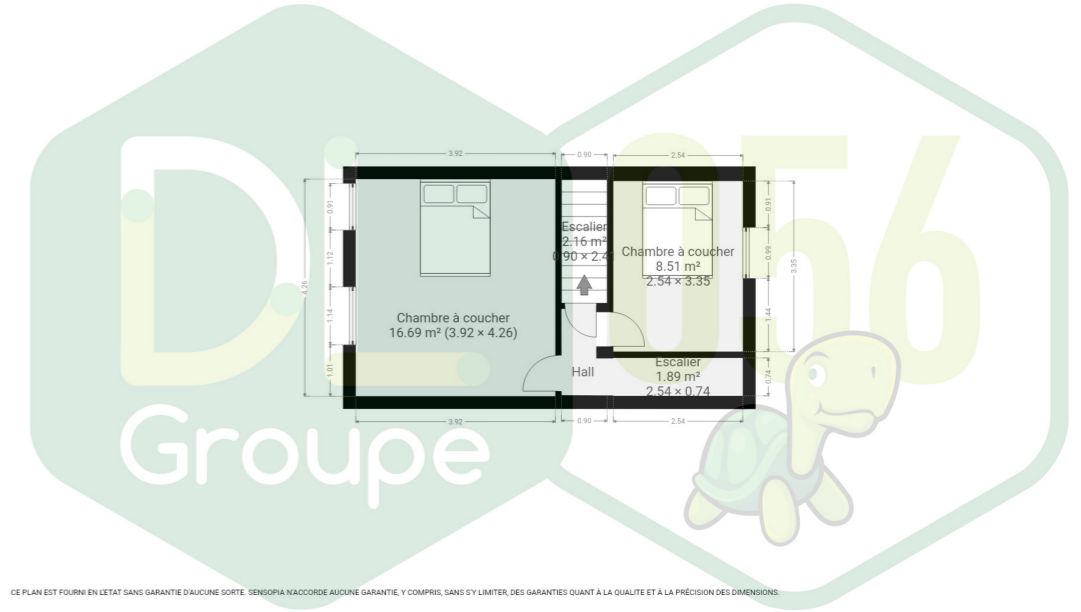 Di
056
Groupe
3.92
0.90
2.54
0.91
1.12
1.14
1.01
4.26
Chambre à coucher
16.69 m² (3.92 × 4.26)
Escalier
2.16 m²
Chambre à coucher
8.51 m²
2.54 × 3.35
0.91
0.99
1.44
3.35
0.74
Hall
Escalier
1.89 m²
2.54 × 0.74
3.92
0.90
2.54
CE PLAN EST FOURNI EN L'ETAT SANS GARANTIE D'AUCUNE SORTE. SENSOPIA N'ACCORDE AUCUNE GARANTIE, Y COMPRIS, SANS S'Y LIMITER, DES GARANTIES QUANT À LA QUALITE ET À LA PRÉCISION DES DIMENSIONS.